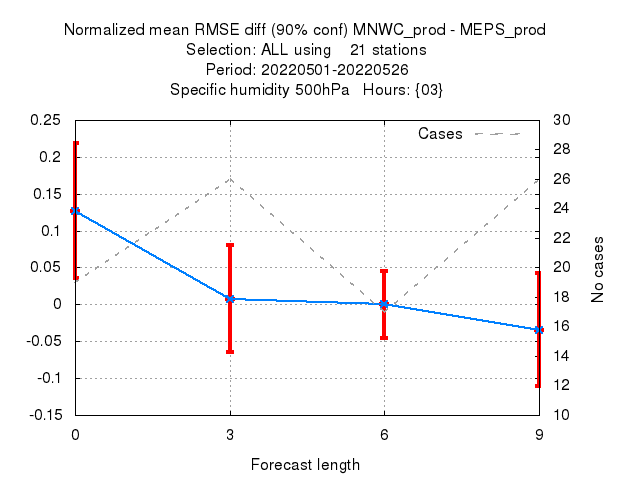 Normalized mean RMSE diff (90% conf) MNWC_prod - MEPS_prod
Selection: ALL using 21 stations
Period: 20220501-20220526
Specific humidity 500hPa Hours: {03}
Cases
0.25
0.2
0.15
0.1
0.05
0
-0.05
-0.1
-0.15
30
28
26
24
22
20
18
16
14
12
10
No cases
0 3 6 9
Forecast length